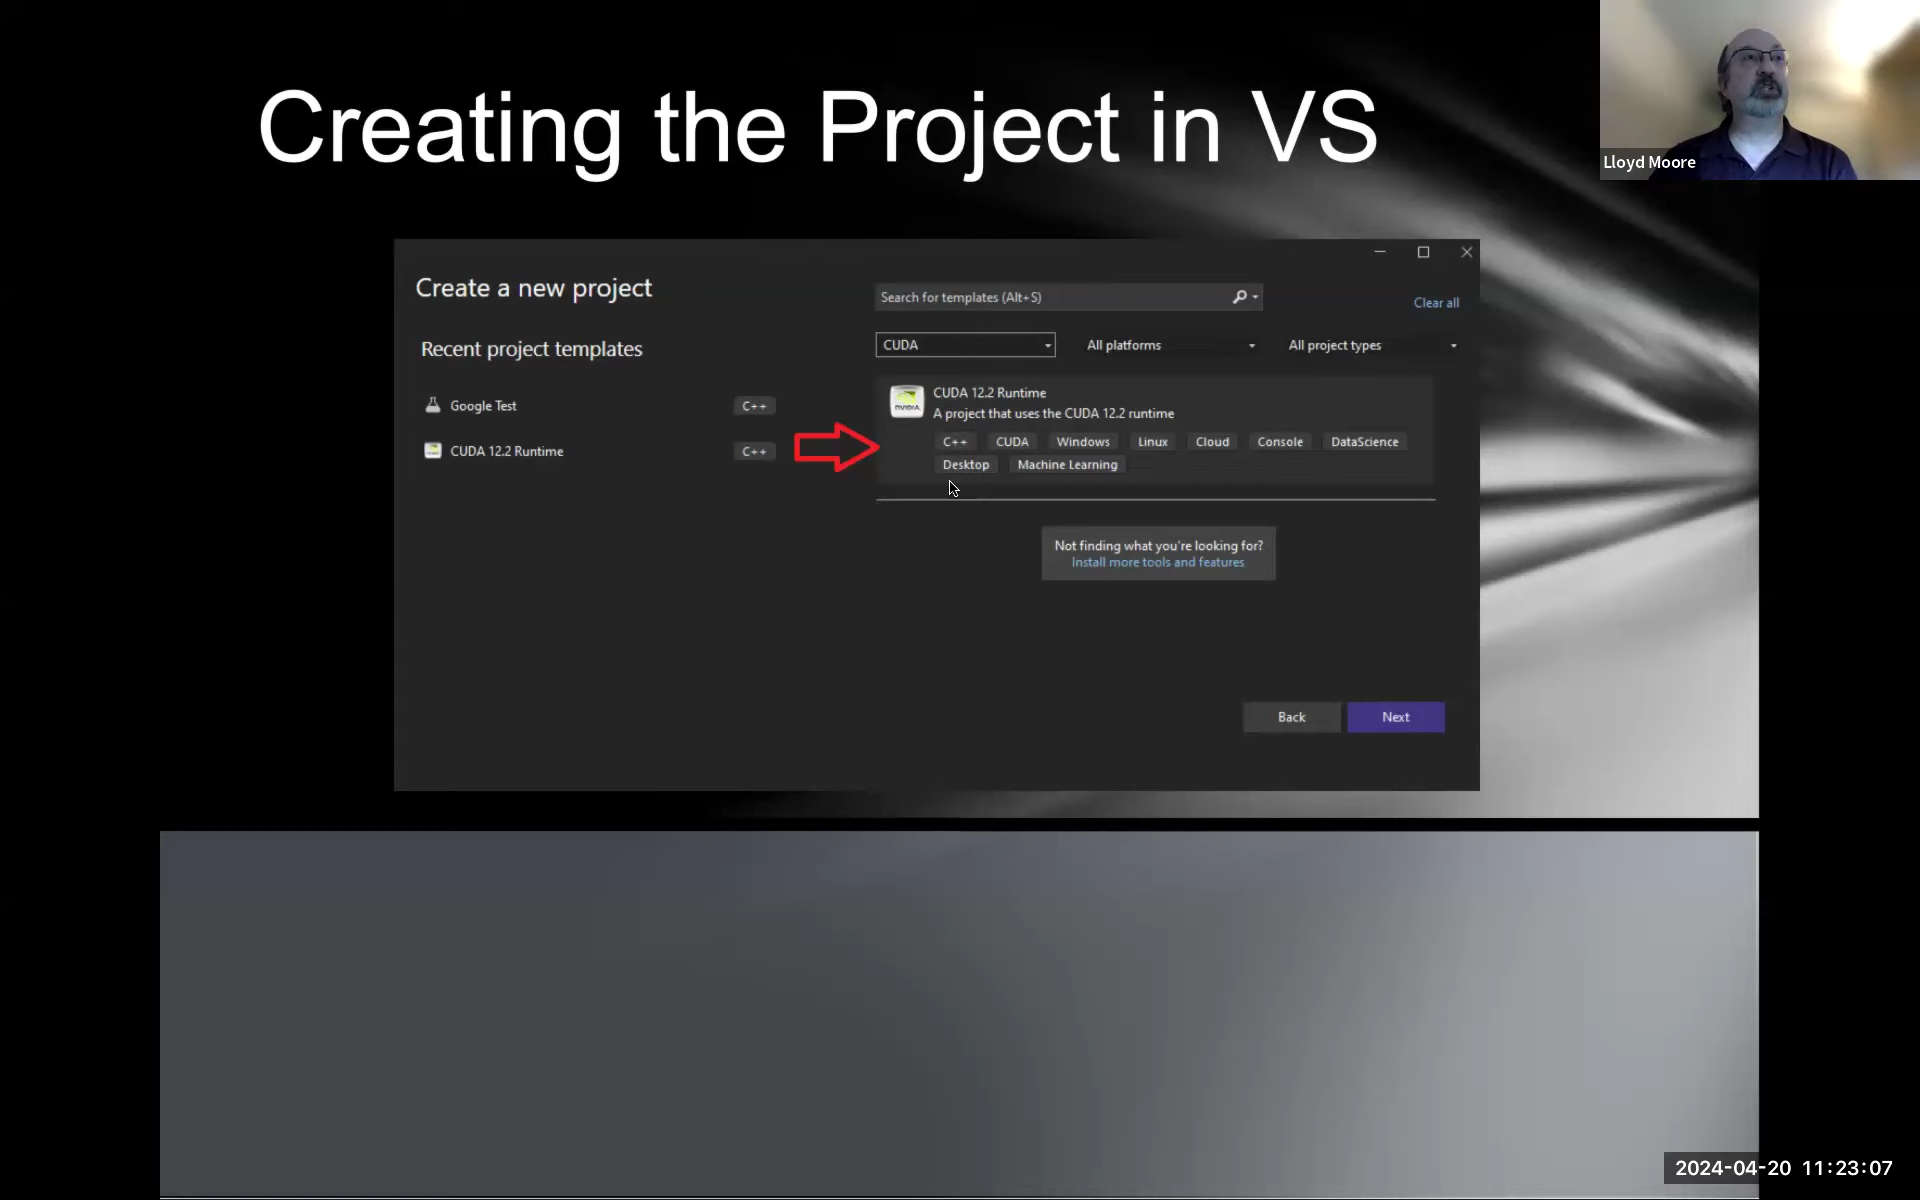 Creating the Project in VS
Lloyd Moore
Create a new project
Search for templates (Alt+S)
Clear all
Recent project templates
CUDA
All platforms
All project types
Google Test
C++
CUDA 12.2 Runtime
C++
NVIDIA.
CUDA 12.2 Runtime
A project that uses the CUDA 12.2 runtime
C++ CUDA Windows Linux Cloud Console DataScience
Desktop Machine Learning
Not finding what you're looking for?
Install more tools and features
Back
Next
2024-04-20 11:23:07